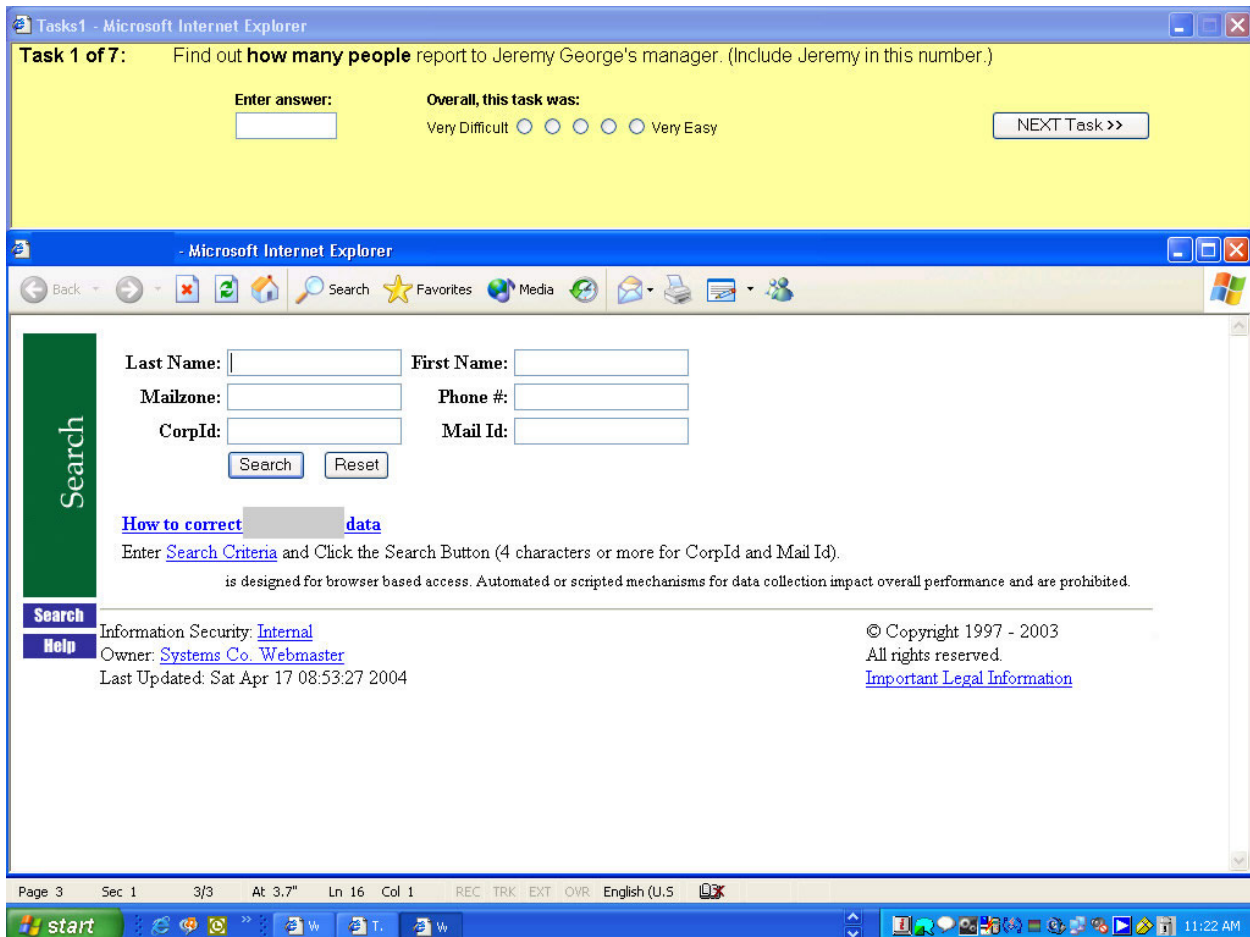 Tasks1 - Microsoft Internet Explorer
Task 1 of 7: Find out how many people report to Jeremy George's manager. (Include Jeremy in this number.)
Enter answer: Overall, this task was:
Very Difficult Very Easy NEXT Task >>
- Microsoft Internet Explorer
Back Search Favorites Media
Last Name: First Name:
Mailzone: Phone #:
CorpId: Mail Id:
Search Reset
Search
How to correct data
Enter Search Criteria and Click the Search Button (4 characters or more for CorpId and Mail Id).
is designed for browser based access. Automated or scripted mechanisms for data collection impact overall performance and are prohibited.
Search
Help
Information Security: Internal © Copyright 1997 - 2003
Owner: Systems Co. Webmaster All rights reserved.
Last Updated: Sat Apr 17 08:53:27 2004 Important Legal Information
Page 3 Sec 1 3/3 At 3.7" Ln 16 Col 1 REC TRK EXT OVR English (U.S
start » W T. W 11:22 AM